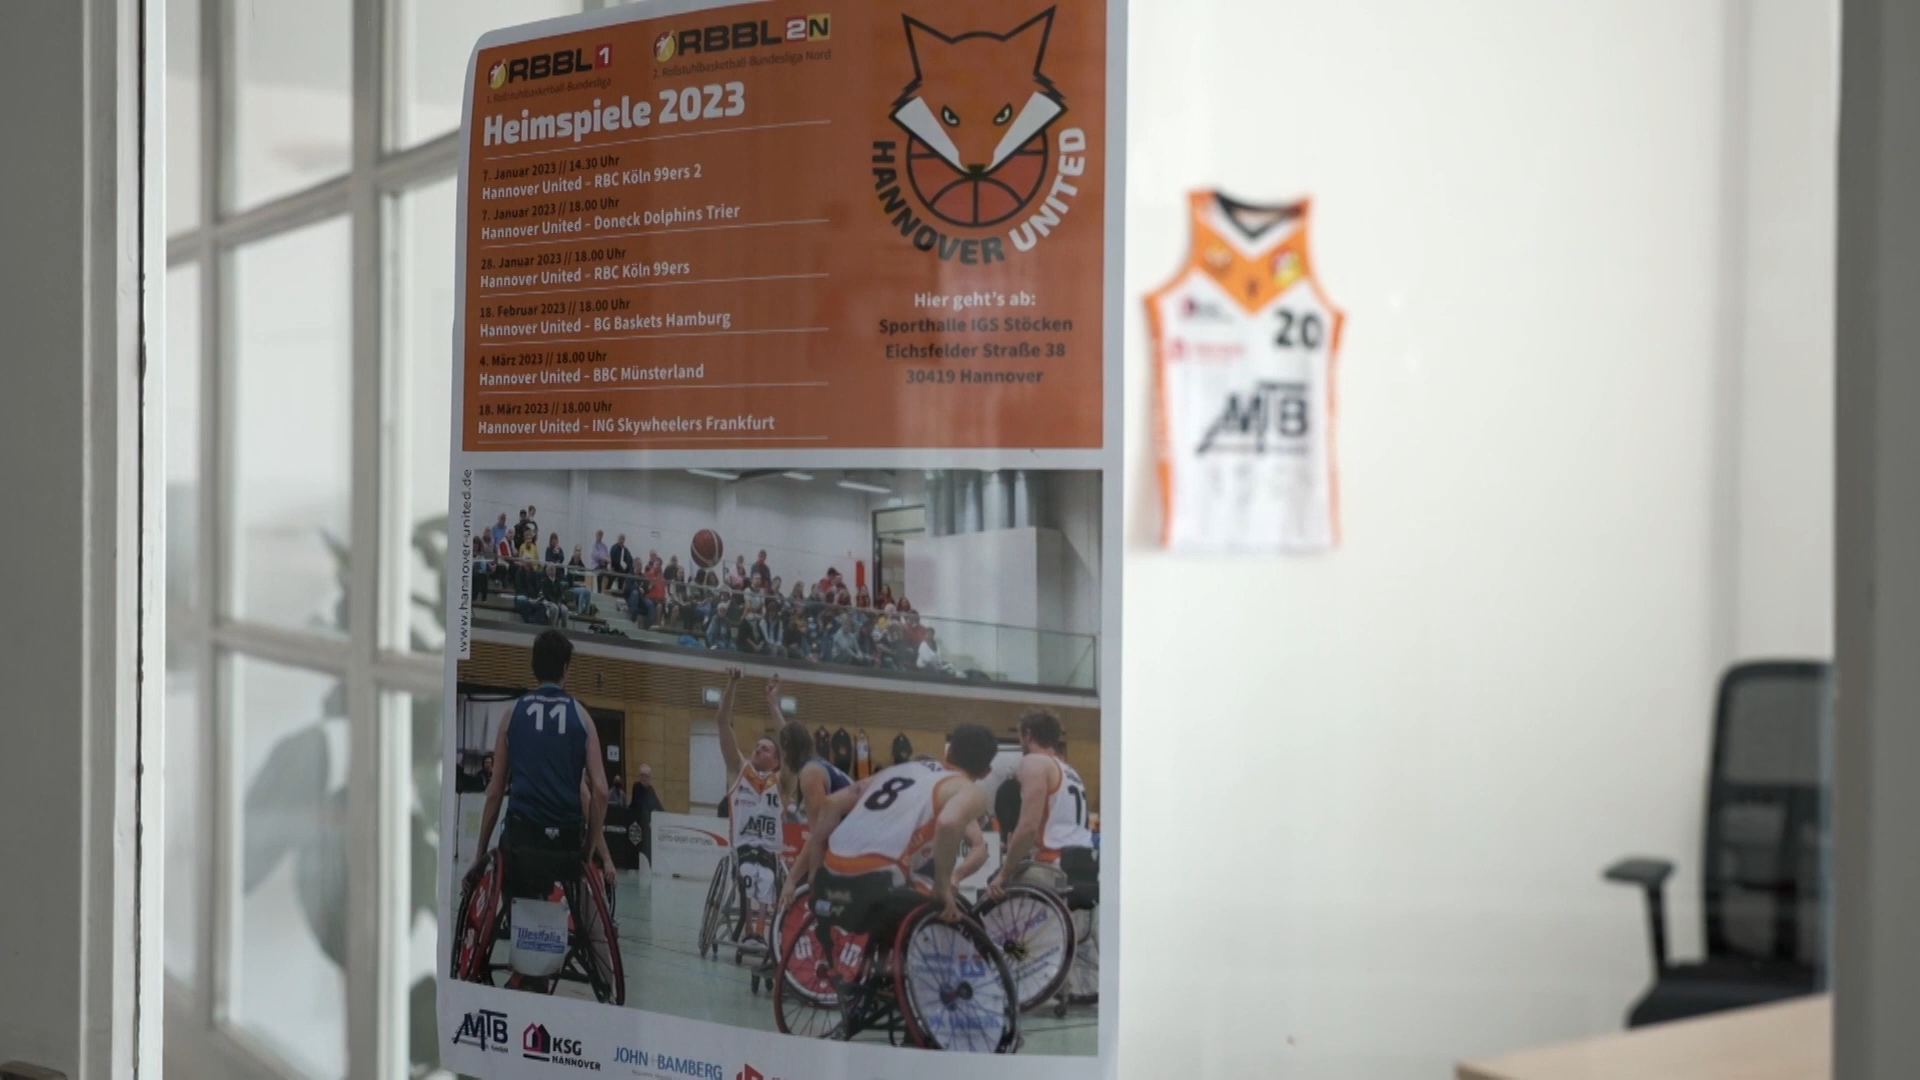 RBBL 1
1. Rollstuhlbasketball-Bundesliga
RBBL 2N
2. Rollstuhlbasketball-Bundesliga Nord
Heimspiele 2023
7. Januar 2023 // 14.30 Uhr
Hannover United - RBC Köln 99ers 2
7. Januar 2023 // 18.00 Uhr
Hannover United - Doneck Dolphins Trier
28. Januar 2023 // 18.00 Uhr
Hannover United - RBC Köln 99ers
18. Februar 2023 // 18.00 Uhr
Hannover United - BG Baskets Hamburg
4. März 2023 // 18.00 Uhr
Hannover United - BBC Münsterland
18. März 2023 // 18.00 Uhr
Hannover United - ING Skywheelers Frankfurt
HANNOVER UNITED
Hier geht's ab:
Sporthalle IGS Stöcken
Eichsfelder Straße 38
30419 Hannover
www.hannover-united.de
20
MTB
11
10
MTB
8
Westfalia
MTB
KSG
HANNOVER
JOHN+BAMBERG